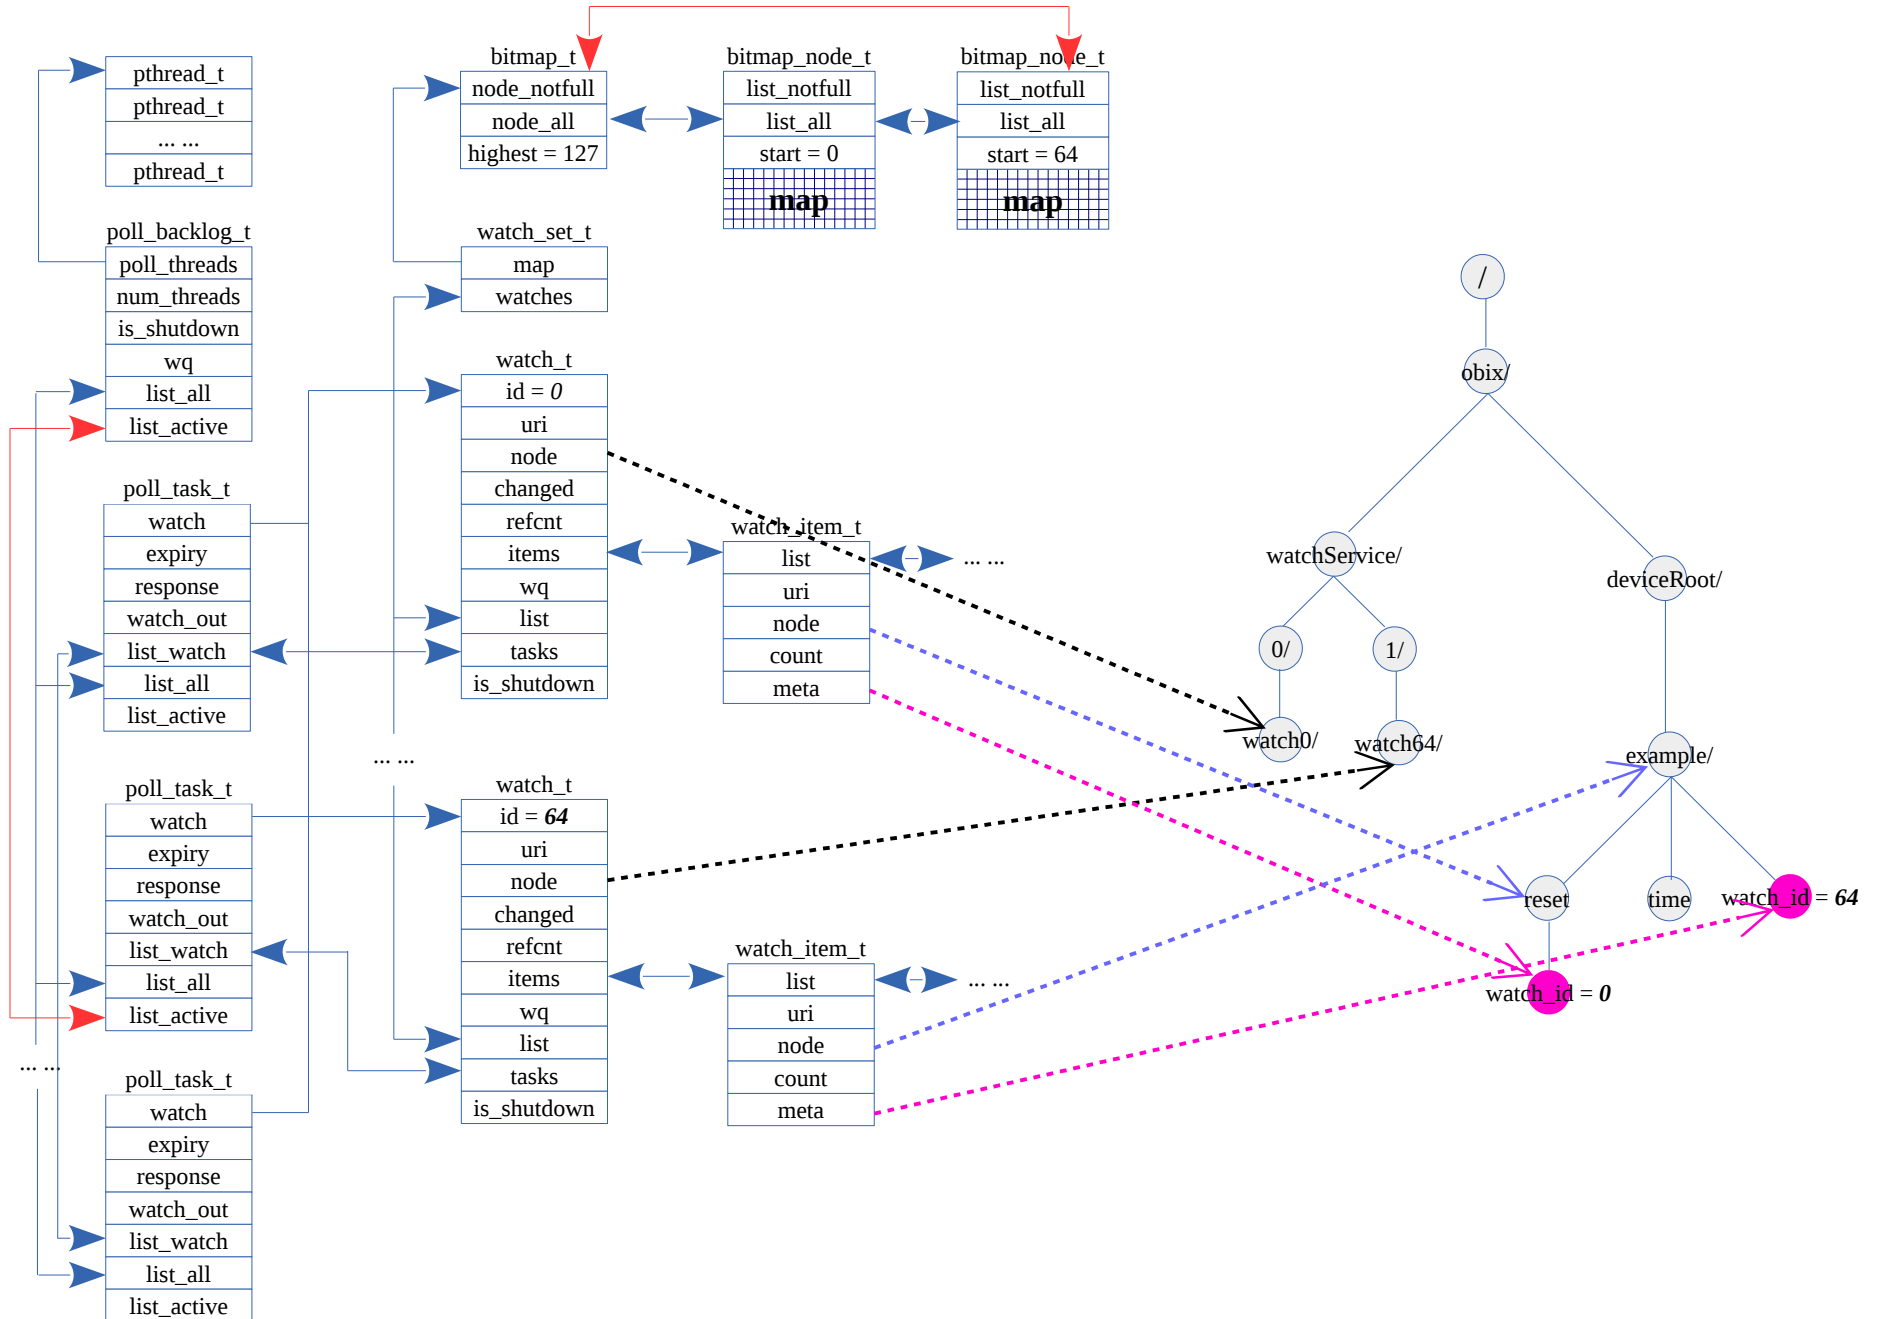 pthread_t
pthread_t
... ...
pthread_t
poll_backlog_t
poll_threads
num_threads
is_shutdown
wq
list_all
list_active
poll_task_t
watch
expiry
response
watch_out
list_watch
list_all
list_active
poll_task_t
watch
expiry
response
watch_out
list_watch
list_all
list_active
... ...
poll_task_t
watch
expiry
response
watch_out
list_watch
list_all
list_active
bitmap_t
node_notfull
node_all
highest = 127
bitmap_node_t
list_notfull
list_all
start = 0
map
bitmap_node_t
list_notfull
list_all
start = 64
map
watch_set_t
map
watches
watch_t
id = 0
uri
node
changed
refcnt
items
wq
list
tasks
is_shutdown
watch_item_t
list
uri
node
count
meta
... ...
... ...
watch_t
id = 64
uri
node
changed
refcnt
items
wq
list
tasks
is_shutdown
watch_item_t
list
uri
node
count
meta
... ...
/
obix/
watchService/
deviceRoot/
0/
1/
watch0/
watch64/
example/
reset
time
watch_id = 64
watch_id = 0